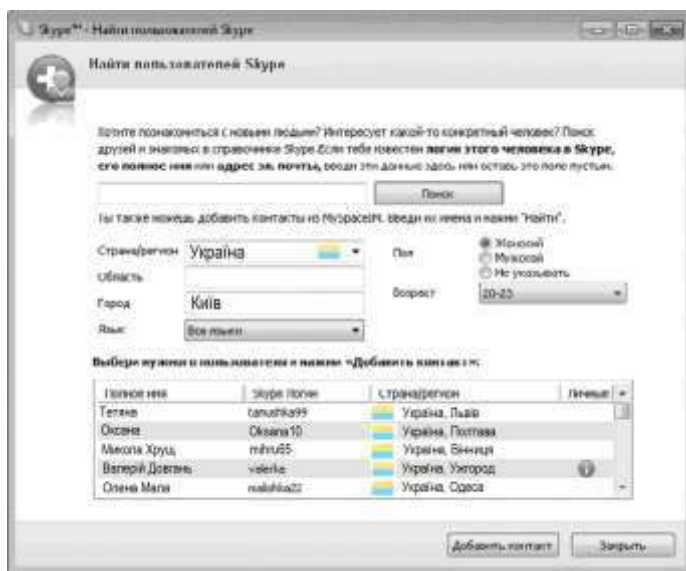 Skype™ - Найти пользователей Skype
Найти пользователей Skype
Хотите познакомиться с новыми людьми? Интересует какой-то конкретный человек? Поиск
друзей и знакомых в справочнике Skype.Если тебе известен логин этого человека в Skype,
его полное имя или адрес эл. почты, введи эти данные здесь или оставь это поле пустым.
Поиск
Ты также можешь добавить контакты из MySpaceIM. Введи их имена и нажми "Найти".
Страна/регион Україна Пол Женский
Мужской
Область Не указывать
Город Київ Возраст 20-25
Язык Все языки
Выбери нужного пользователя и нажми «Добавить контакт»:
Полное имя Skype Логин Страна/регион Личные
Тетяна tanushka99 Україна, Львів
Оксана Oksana10 Україна, Полтава
Микола Хрущ mihru65 Україна, Вінниця
Валерій Довгань valerka Україна, Ужгород
Олена Мала malishka22 Україна, Одеса
Добавить контакт Закрыть